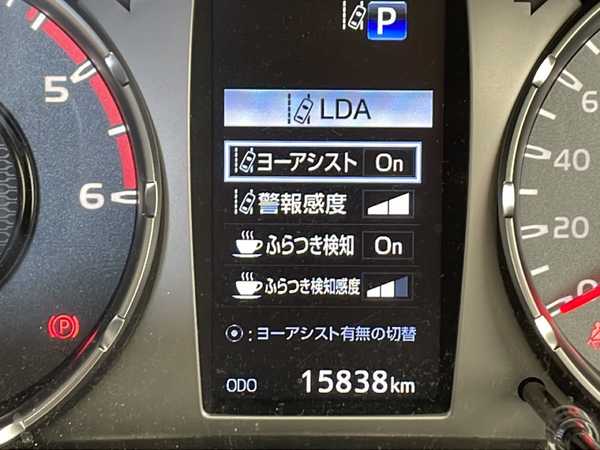 P
LDA
ヨーアシスト On
警報感度
ふらつき検知 On
ふらつき検知感度
:ヨーアシスト有無の切替
ODO 15838km
5
6
P
40
20
0